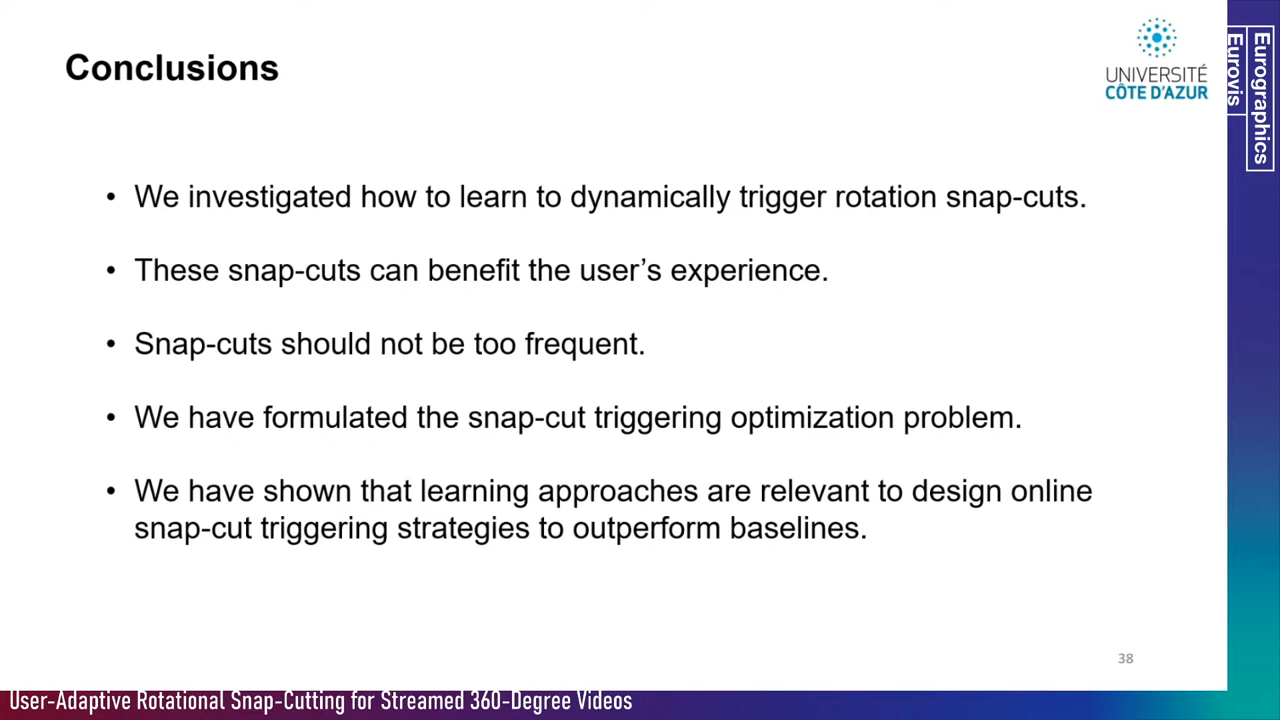 Conclusions
UNIVERSITÉ
CÔTE D'AZUR
Eurographics
Eurovis
• We investigated how to learn to dynamically trigger rotation snap-cuts.
• These snap-cuts can benefit the user’s experience.
• Snap-cuts should not be too frequent.
• We have formulated the snap-cut triggering optimization problem.
• We have shown that learning approaches are relevant to design online
snap-cut triggering strategies to outperform baselines.
38
User-Adaptive Rotational Snap-Cutting for Streamed 360-Degree Videos